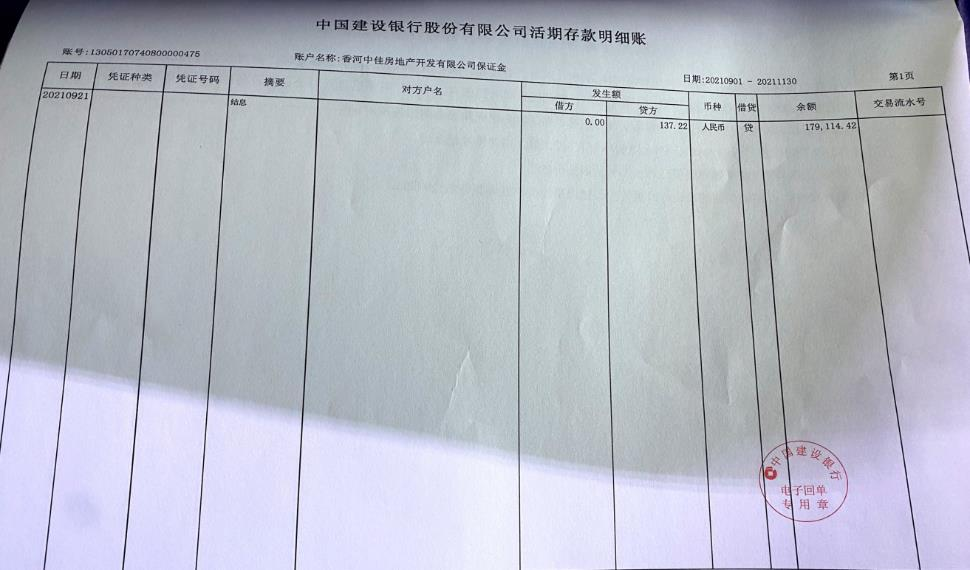 中国建设银行股份有限公司活期存款明细账
账号:13050170740800000475 账户名称:香河中佳房地产开发有限公司保证金 日期:20210901 - 20211130 第1页
日期 凭证种类 凭证号码 摘要 对方户名 发生额 币种 借贷 余额 交易流水号
借方 贷方
20210921 结息 0.00 137.22 人民币 贷 179,114.42
中国建设银行
电子回单
专用章